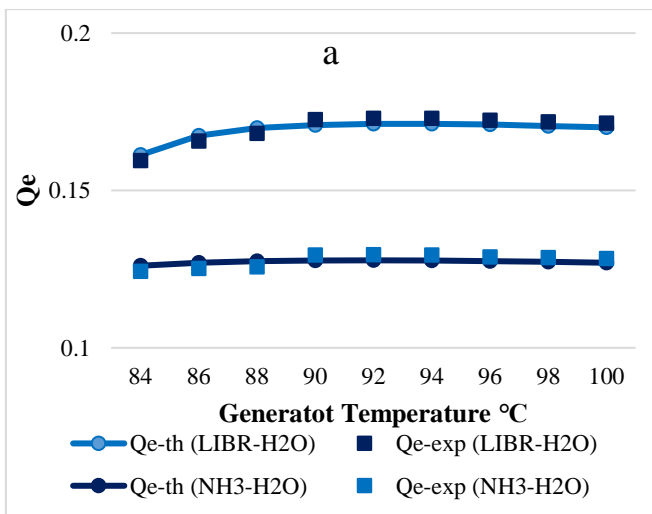 0.2
a
0.15
Qe
0.1
84 86 88 90 92 94 96 98 100
Generatot Temperature °C
Qe-th (LIBR-H2O) Qe-exp (LIBR-H2O)
Qe-th (NH3-H2O) Qe-exp (NH3-H2O)